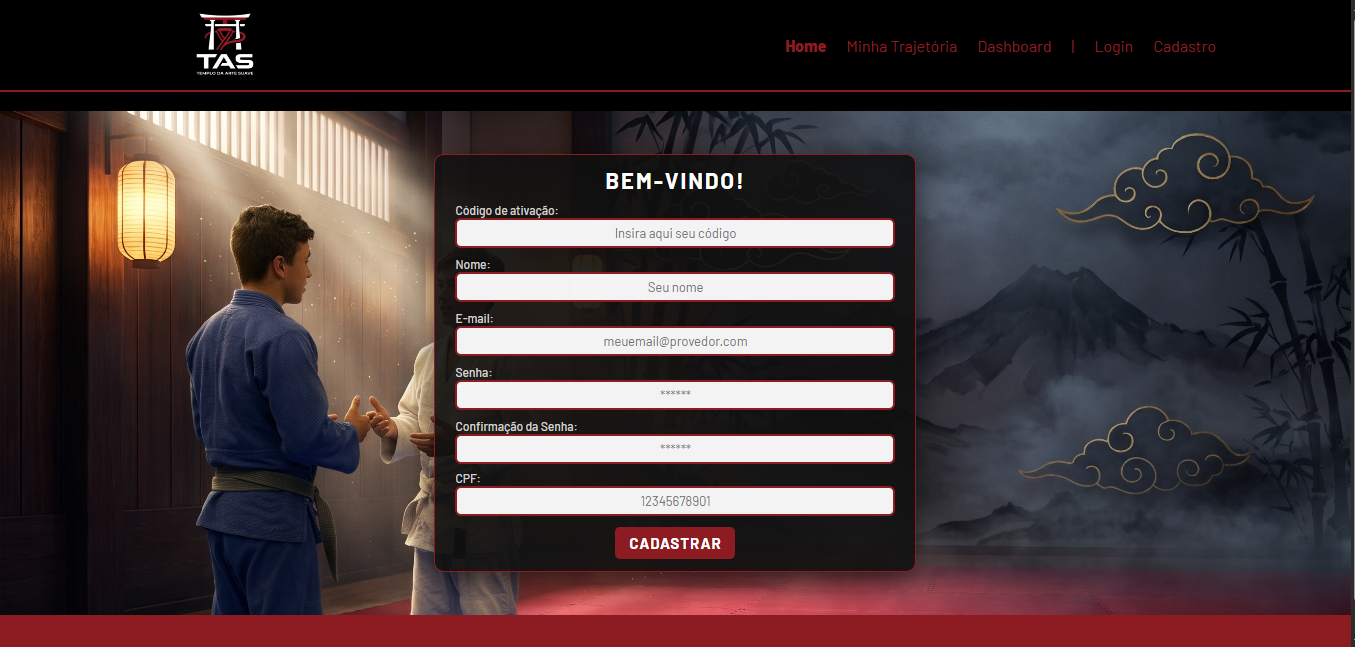 TAS
TEMPLO DA ARTE SUAVE
Home Minha Trajetória Dashboard | Login Cadastro
BEM-VINDO!
Código de ativação:
Insira aqui seu código
Nome:
Seu nome
E-mail:
meuemail@provedor.com
Senha:
******
Confirmação da Senha:
******
CPF:
12345678901
CADASTRAR